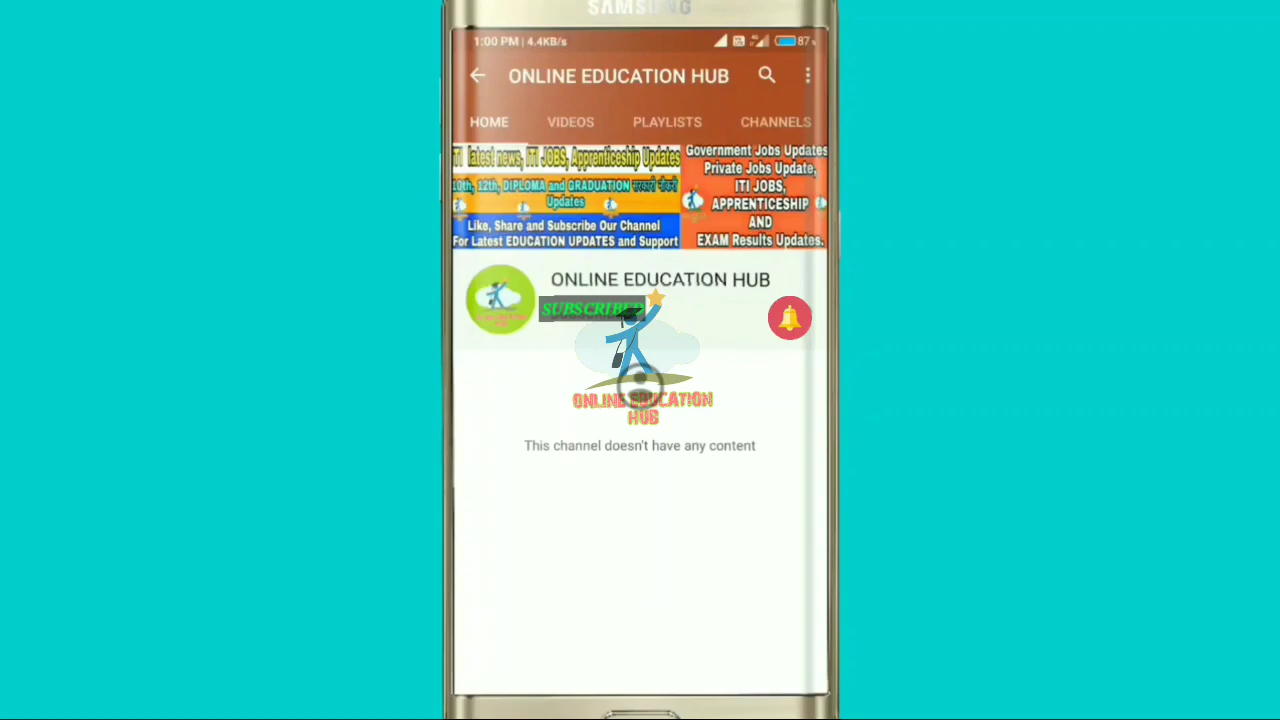 SAMSUNG
1:00 PM | 4.4KB/s
87%
ONLINE EDUCATION HUB
HOME VIDEOS PLAYLISTS CHANNELS
ITI latest news, ITI JOBS, Apprenticeship Updates
10th, 12th, DIPLOMA and GRADUATION सरकारी नौकरी
Updates
Like, Share and Subscribe Our Channel
For Latest EDUCATION UPDATES and Support
Government Jobs Updates
Private Jobs Update,
ITI JOBS,
APPRENTICESHIP
AND
EXAM Results Updates.
ONLINE EDUCATION HUB
SUBSCRIBED
ONLINE EDUCATION
HUB
This channel doesn't have any content